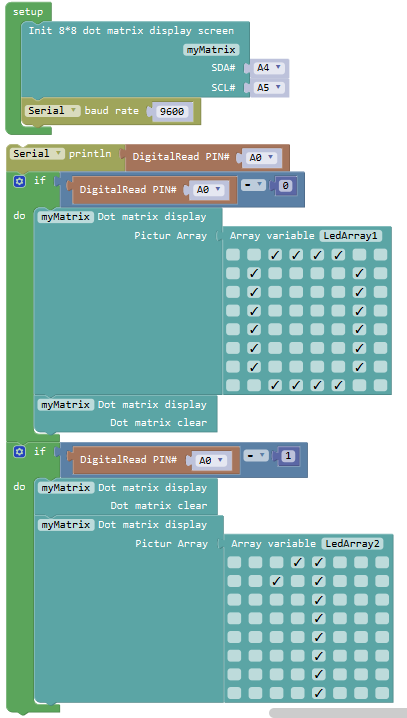 setup
Init 8*8 dot matrix display screen
myMatrix
SDA# A4
SCL# A5
Serial baud rate 9600
Serial println DigitalRead PIN# A0
if DigitalRead PIN# A0 = 0
do myMatrix Dot matrix display
Pictur Array Array variable LedArray1
myMatrix Dot matrix display
Dot matrix clear
if DigitalRead PIN# A0 = 1
do myMatrix Dot matrix display
Dot matrix clear
myMatrix Dot matrix display
Pictur Array Array variable LedArray2